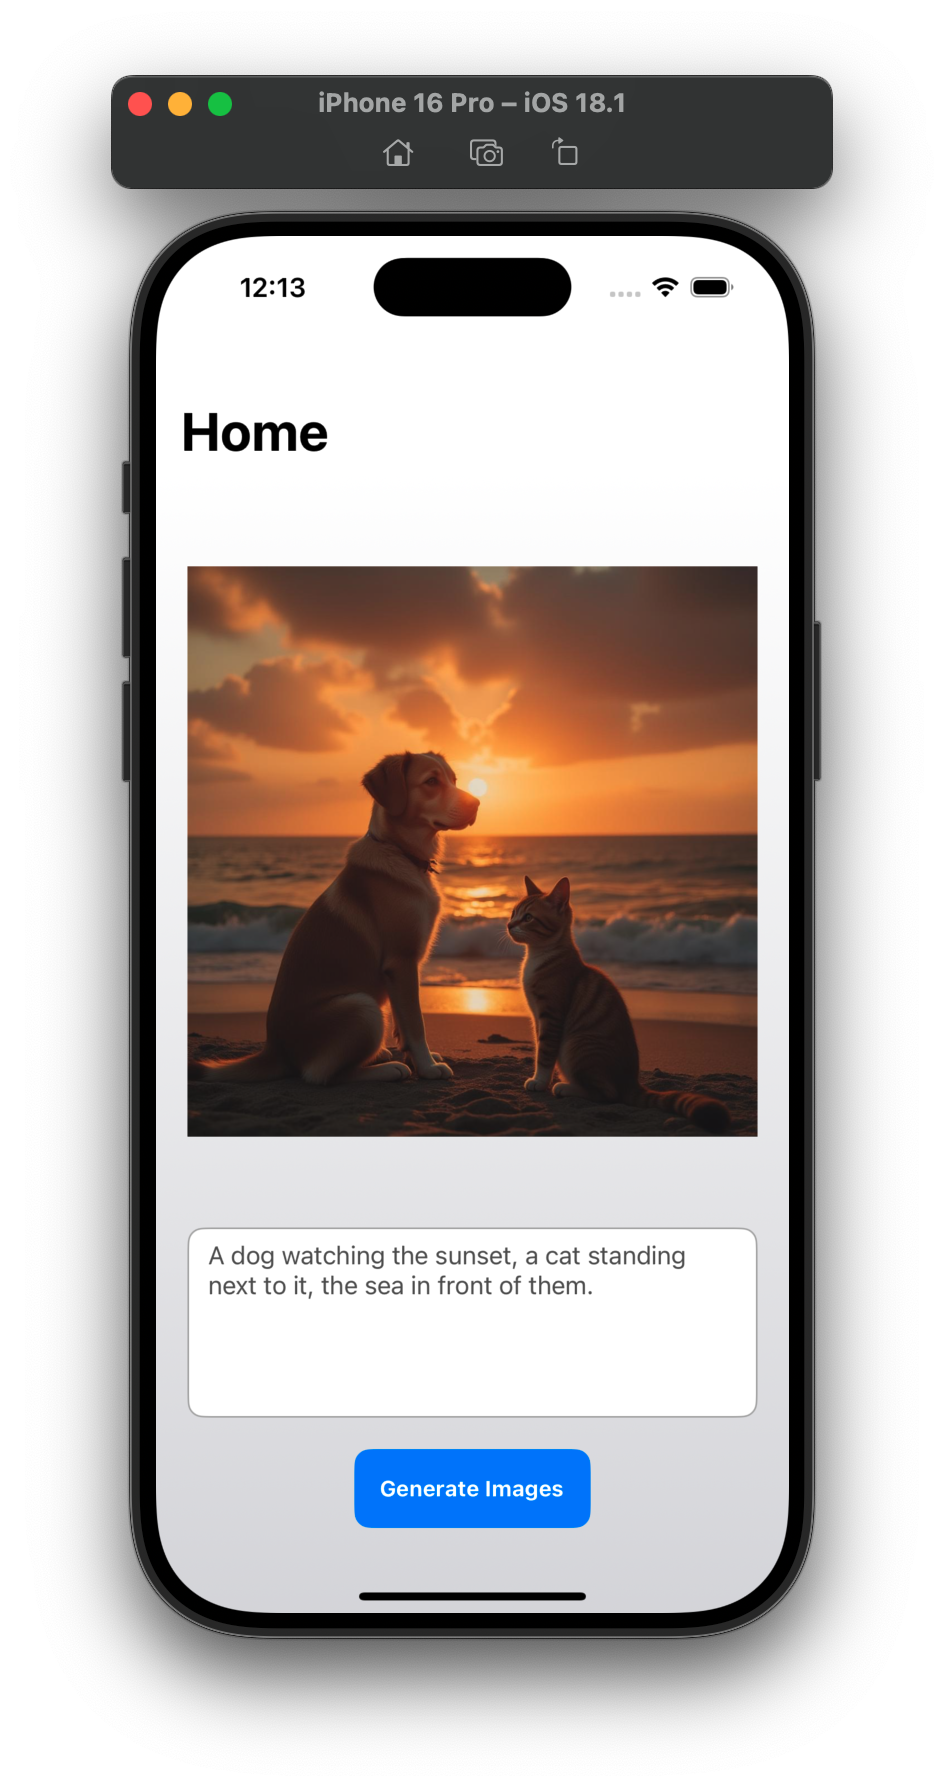 iPhone 16 Pro – iOS 18.1
12:13
Home
A dog watching the sunset, a cat standing
next to it, the sea in front of them.
Generate Images